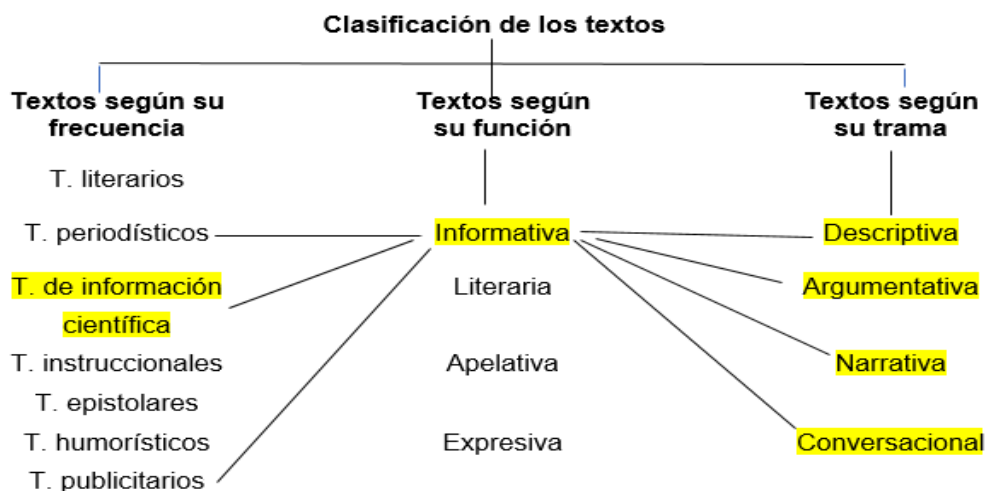 Clasificación de los textos
Textos según su
frecuencia
T. literarios
T. periodísticos
T. de información
científica
T. instruccionales
T. epistolares
T. humorísticos
T. publicitarios
Textos según
su función
Informativa
Literaria
Apelativa
Expresiva
Textos según
su trama
Descriptiva
Argumentativa
Narrativa
Conversacional